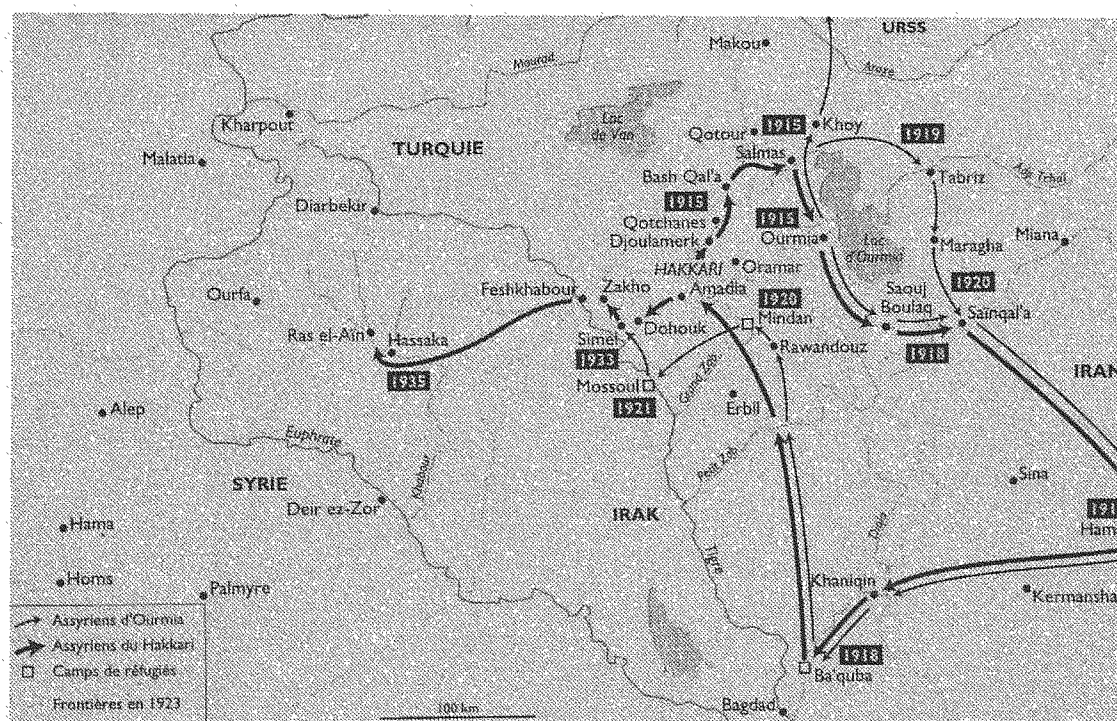 URSS
Makou
Mourad
Araxe
Kharpout
Lac
de Van
Qotour
1915
Khoy
1919
TURQUIE
Malatia
Salmas
Bash Qal'a
Tabriz
Diarbekir
1915
Qotchanes
Djoulamerk
1915
Ourmia
Lac
d'Ourmia
Maragha
Miana
HAKKARI
Oramar
Ourfa
Feshkhabour
Zakho
Amadia
1920
Mindan
Saouj
Boulaq
1920
Saïnqal'a
Ras el-Aïn
Hassaka
Dohouk
Simel
1933
Rawandouz
1918
1935
Mossoul
1921
Grand Zab
Erbil
IRAN
Alep
Euphrate
Khabour
Petit Zab
SYRIE
Deir ez-Zor
IRAK
Sina
Hama
Tigre
Diala
Ham
Homs
Palmyre
Khaniqin
Kermansha
1918
Ba'quba
Bagdad
Assyriens d'Ourmia
Assyriens du Hakkari
Camps de réfugiés
Frontières en 1923
100 km